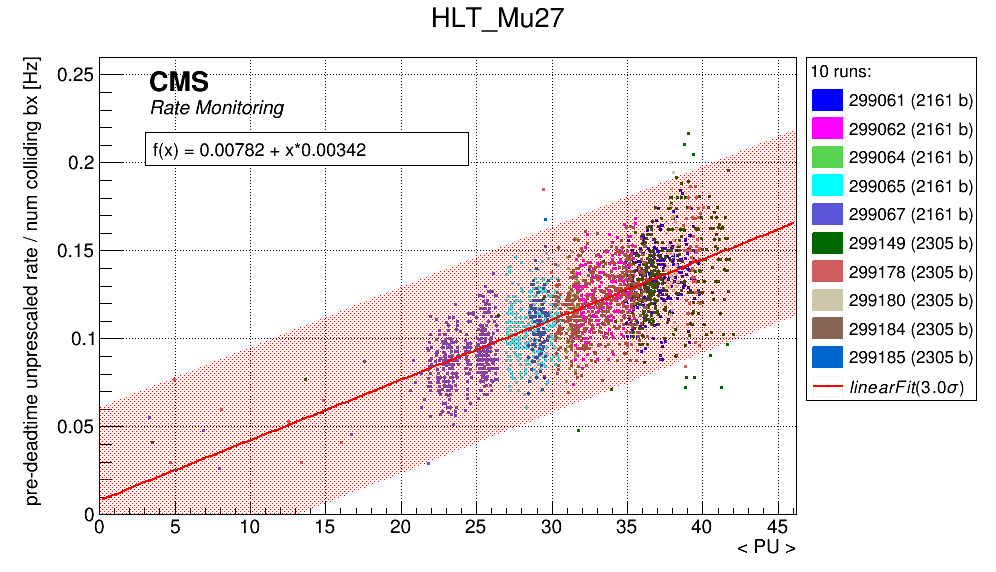 HLT_Mu27
pre-deadtime unprescaled rate / num colliding bx [Hz]
0.25
0.2
0.15
0.1
0.05
0
CMS
Rate Monitoring
f(x) = 0.00782 + x*0.00342
0 5 10 15 20 25 30 35 40 45
< PU >
10 runs:
299061 (2161 b)
299062 (2161 b)
299064 (2161 b)
299065 (2161 b)
299067 (2161 b)
299149 (2305 b)
299178 (2305 b)
299180 (2305 b)
299184 (2305 b)
299185 (2305 b)
linearFit(3.0σ)